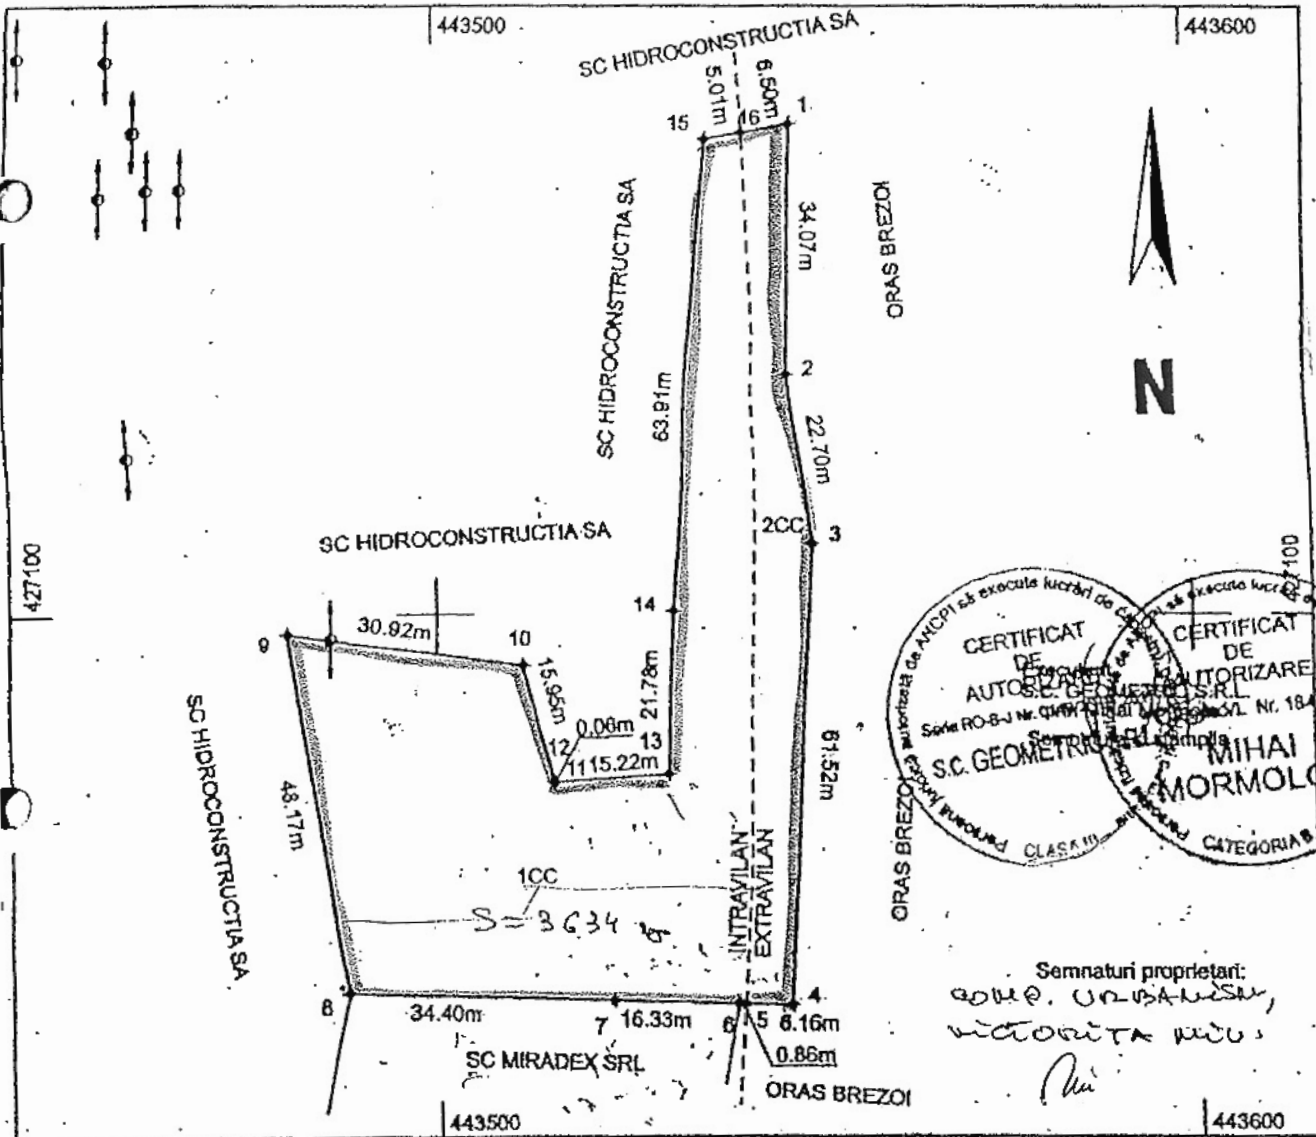 443500
443600
SC HIDROCONSTRUCTIA SA
5.01m
6.50m
15
16
1
SC HIDROCONSTRUCTIA SA
34.07m
ORAS BREZOI
N
63.91m
2
22.70m
2CC
3
SC HIDROCONSTRUCTIA SA
427100
14
9
30.92m
10
15.95m
21.78m
12
0.06m
13
11
15.22m
SC HIDROCONSTRUCTIA SA
48.17m
61.52m
ORAS BREZOI
CERTIFICAT
DE
S.C. GEOMETRIC
CLASA III
CERTIFICAT
DE
AUTORIZARE
MIHAI
CATEGORIA B
1CC
S = 3634
INTRAVILAN
EXTRAVILAN
8
34.40m
7
16.33m
6
5
6.16m
4
0.86m
SC MIRADEX SRL
ORAS BREZOI
Semnaturi proprietari:
COMP. URBANISM,
443500
443600